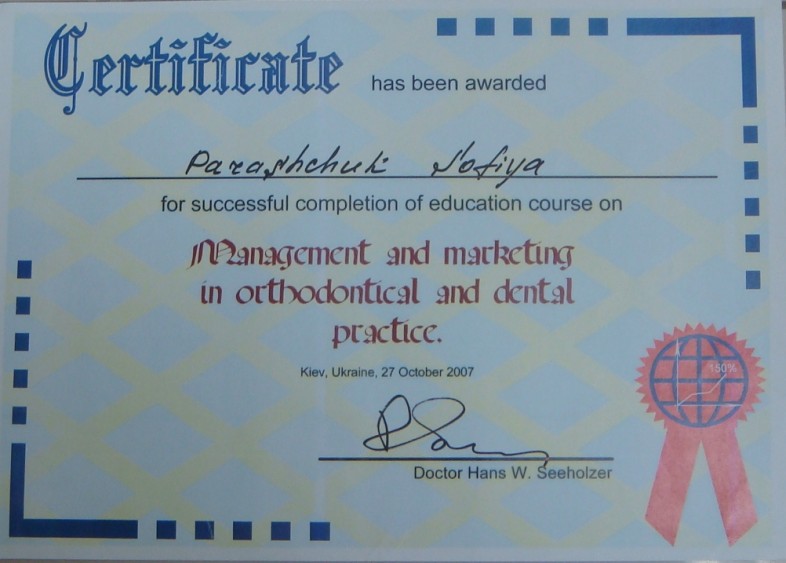 Certificate has been awarded
Parashchuk Sofiya
for successful completion of education course on
Management and marketing
in orthodontical and dental
practice.
Kiev, Ukraine, 27 October 2007
150%
Doctor Hans W. Seeholzer